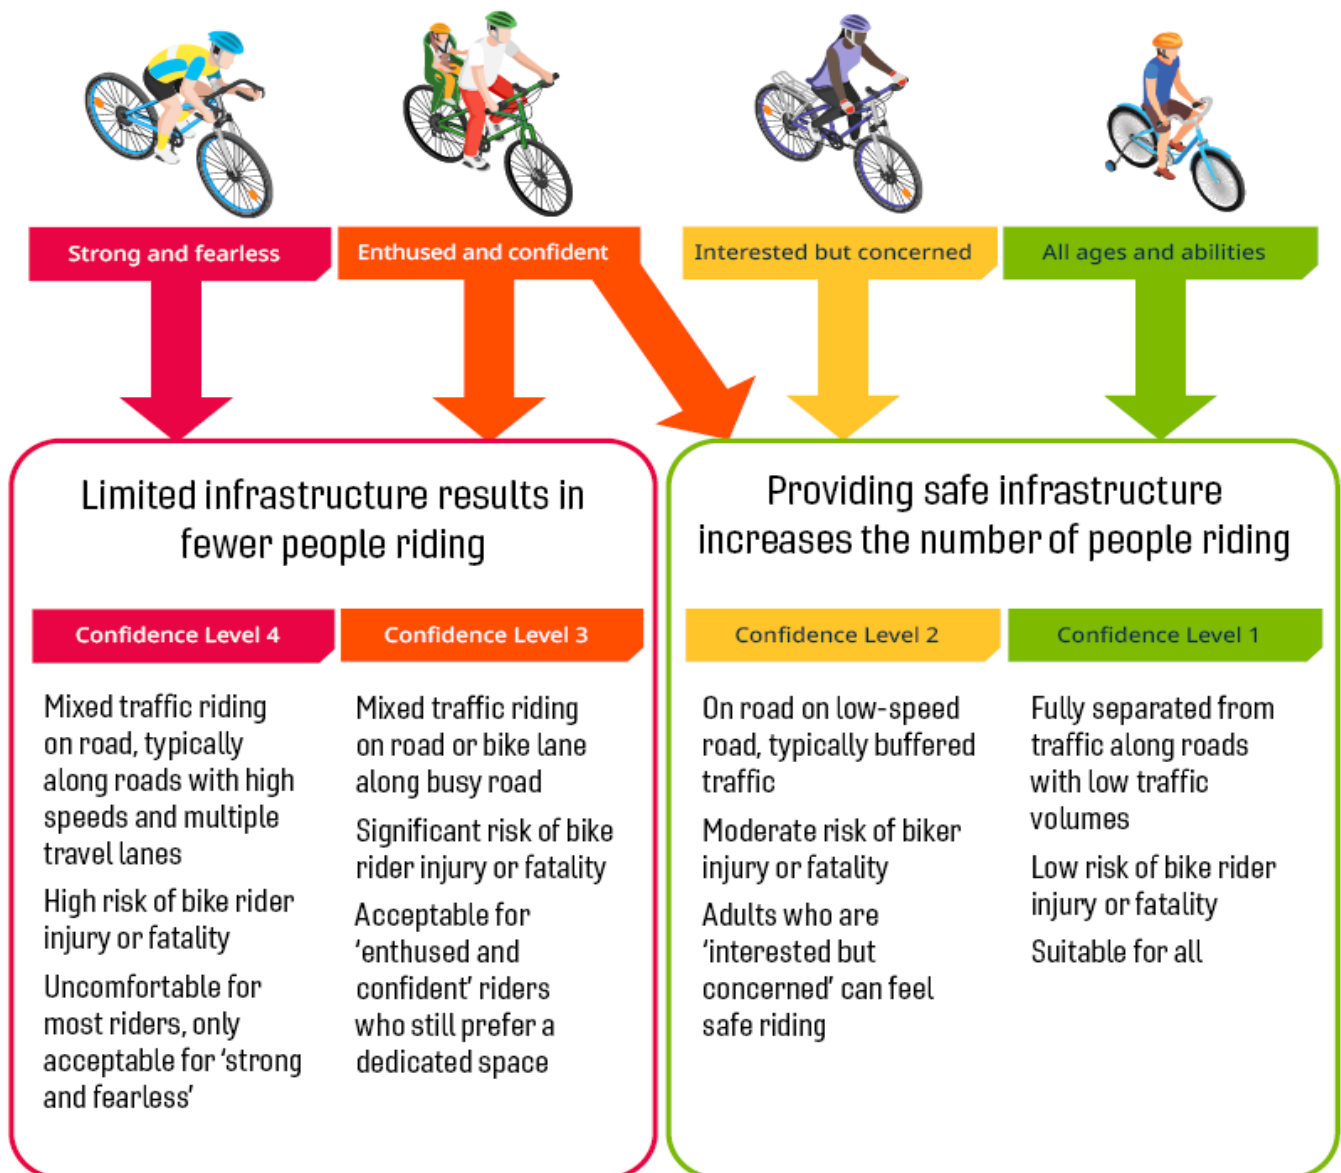 Strong and fearless
Enthused and confident
Interested but concerned
All ages and abilities
Limited infrastructure results in
fewer people riding
Confidence Level 4
Mixed traffic riding
on road, typically
along roads with high
speeds and multiple
travel lanes
High risk of bike rider
injury or fatality
Uncomfortable for
most riders, only
acceptable for ‘strong
and fearless’
Confidence Level 3
Mixed traffic riding
on road or bike lane
along busy road
Significant risk of bike
rider injury or fatality
Acceptable for
‘enthused and
confident’ riders
who still prefer a
dedicated space
Providing safe infrastructure
increases the number of people riding
Confidence Level 2
On road on low-speed
road, typically buffered
traffic
Moderate risk of biker
injury or fatality
Adults who are
‘interested but
concerned’ can feel
safe riding
Confidence Level 1
Fully separated from
traffic along roads
with low traffic
volumes
Low risk of bike rider
injury or fatality
Suitable for all